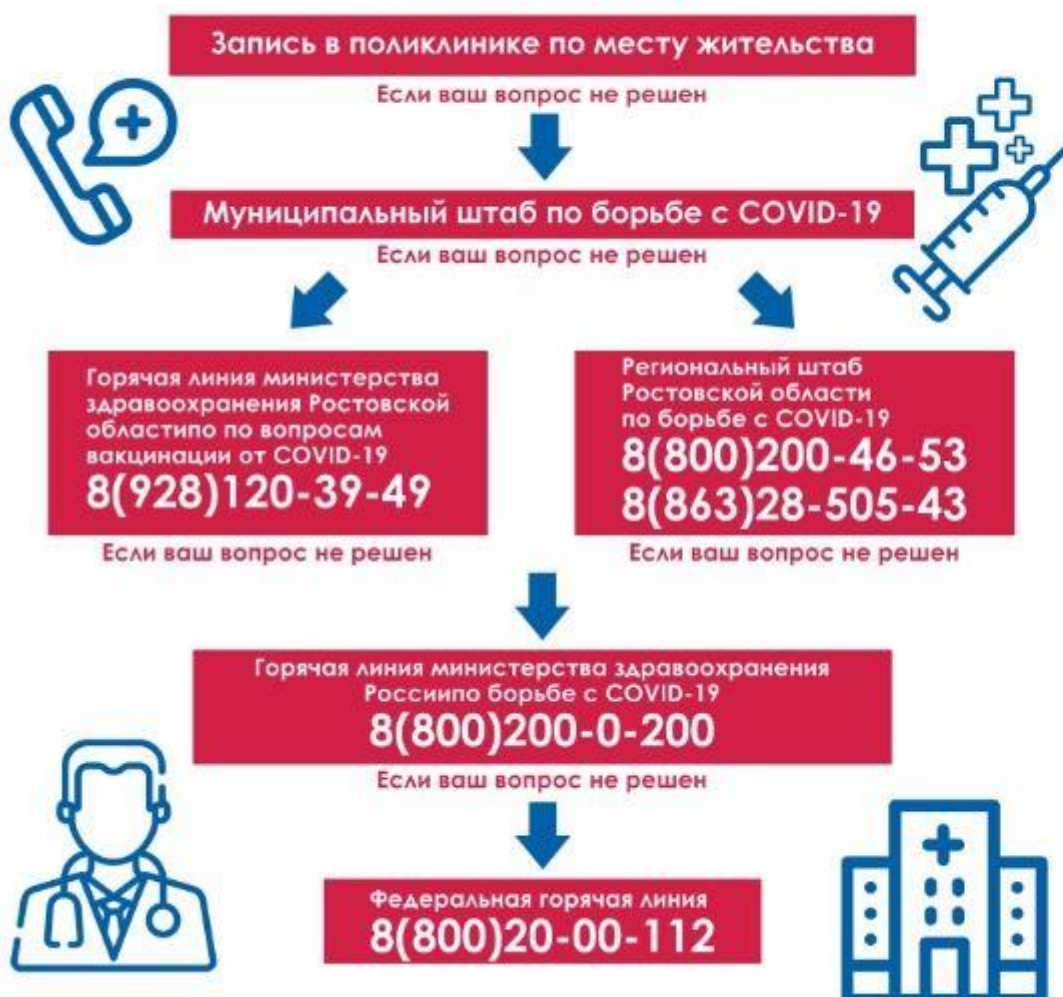 Запись в поликлинике по месту жительства
Если ваш вопрос не решен
Муниципальный штаб по борьбе с COVID-19
Если ваш вопрос не решен
Горячая линия министерства
здравоохранения Ростовской
областипо по вопросам
вакцинации от COVID-19
8(928)120-39-49
Если ваш вопрос не решен
Региональный штаб
Ростовской области
по борьбе с COVID-19
8(800)200-46-53
8(863)28-505-43
Если ваш вопрос не решен
Горячая линия министерства здравоохранения
Россиипо борьбе с COVID-19
8(800)200-0-200
Если ваш вопрос не решен
Федеральная горячая линия
8(800)20-00-112